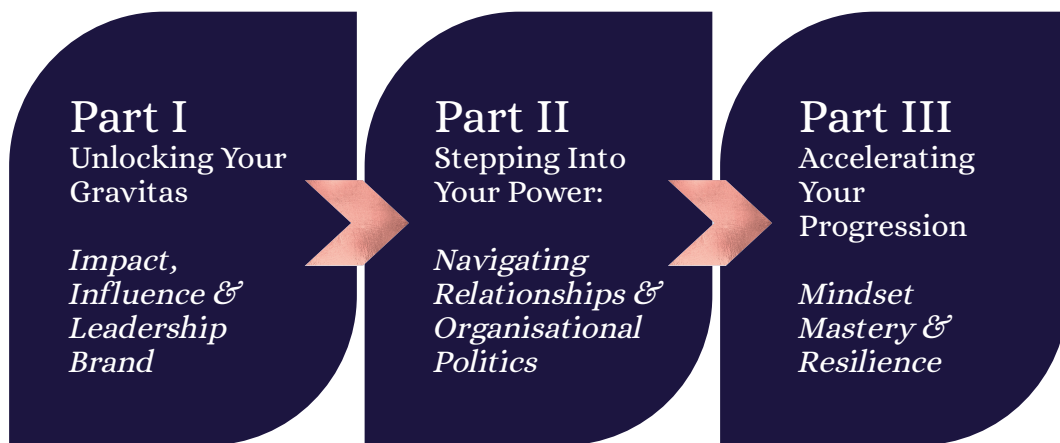 Part I
Unlocking Your
Gravitas
Impact,
Influence &
Leadership
Brand
Part II
Stepping Into
Your Power:
Navigating
Relationships &
Organisational
Politics
Part III
Accelerating
Your
Progression
Mindset
Mastery &
Resilience